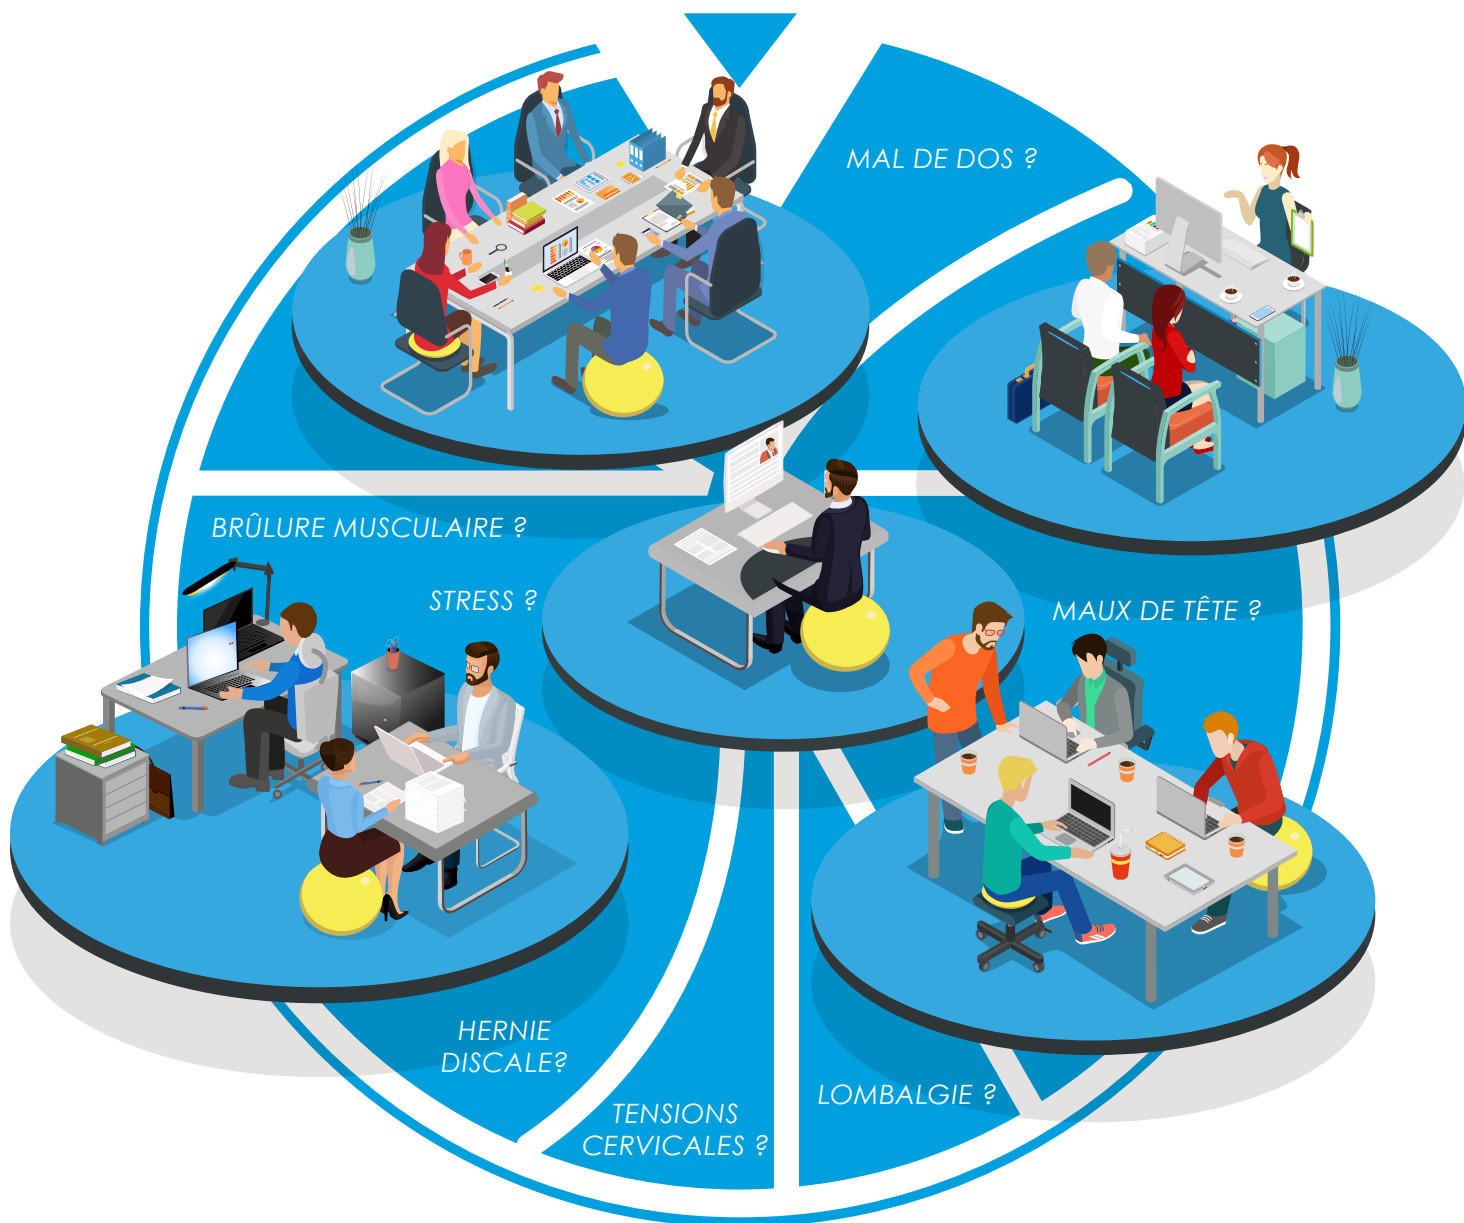 MAL DE DOS ?
BRÛLURE MUSCULAIRE ?
STRESS ?
MAUX DE TÊTE ?
HERNIE
DISCALE?
TENSIONS
CERVICALES ?
LOMBALGIE ?